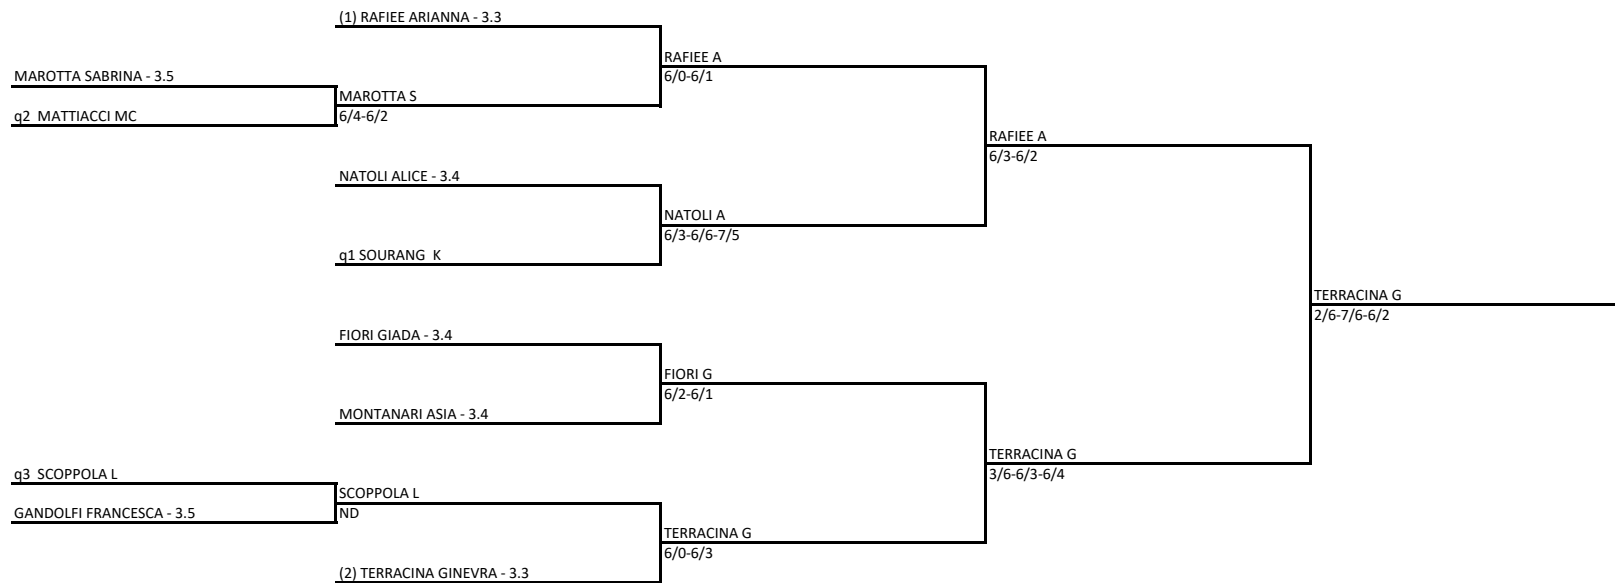 (1) RAFIEE ARIANNA - 3.3
RAFIEE A
6/0-6/1
MAROTTA SABRINA - 3.5
MAROTTA S
6/4-6/2
q2 MATTIACCI MC
RAFIEE A
6/3-6/2
NATOLI ALICE - 3.4
NATOLI A
6/3-6/6-7/5
q1 SOURANG K
TERRACINA G
2/6-7/6-6/2
FIORI GIADA - 3.4
FIORI G
6/2-6/1
MONTANARI ASIA - 3.4
TERRACINA G
3/6-6/3-6/4
q3 SCOPPOLA L
SCOPPOLA L
ND
GANDOLFI FRANCESCA - 3.5
TERRACINA G
6/0-6/3
(2) TERRACINA GINEVRA - 3.3